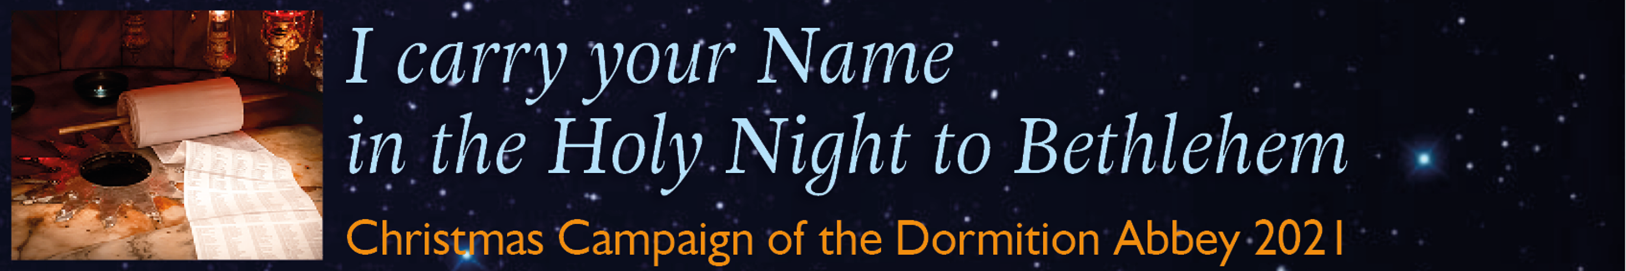 I carry your Name
in the Holy Night to Bethlehem
Christmas Campaign of the Dormition Abbey 2021